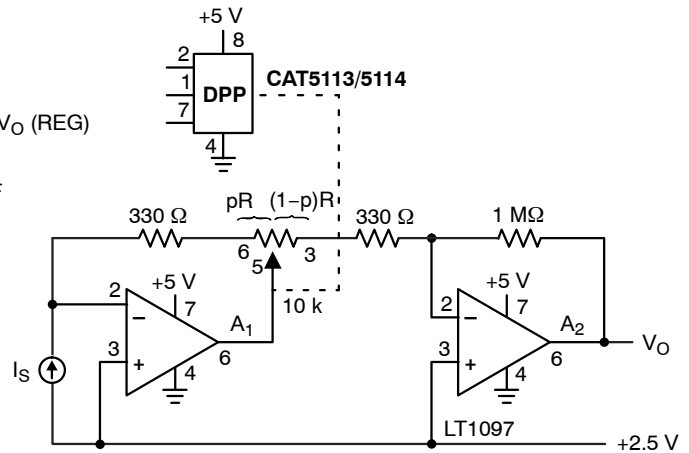 +5 V
8
2
1
7
DPP
CAT5113/5114
4
V_O (REG)
330 Ω
pR (1−p)R
6
5
3
10 k
330 Ω
1 MΩ
+5 V
2
7
−
A_1
3
+
6
4
I_S
+5 V
2
7
−
A_2
3
+
6
4
V_O
LT1097
+2.5 V